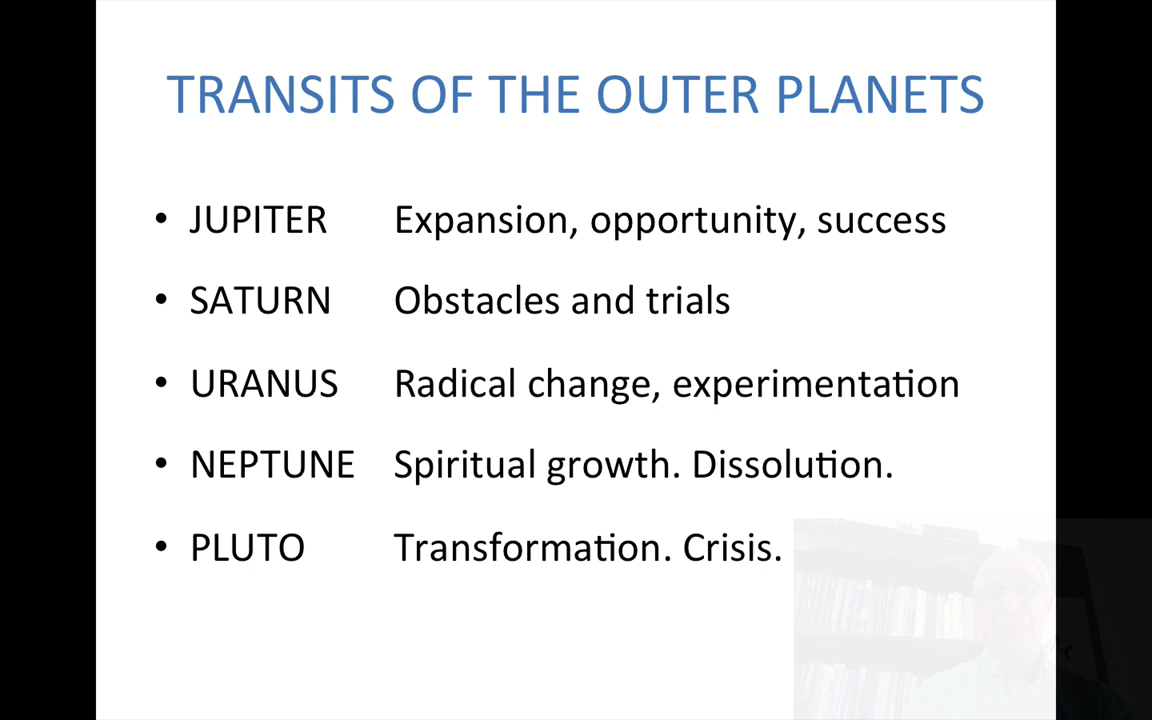 TRANSITS OF THE OUTER PLANETS
• JUPITER Expansion, opportunity, success
• SATURN Obstacles and trials
• URANUS Radical change, experimentation
• NEPTUNE Spiritual growth. Dissolution.
• PLUTO Transformation. Crisis.